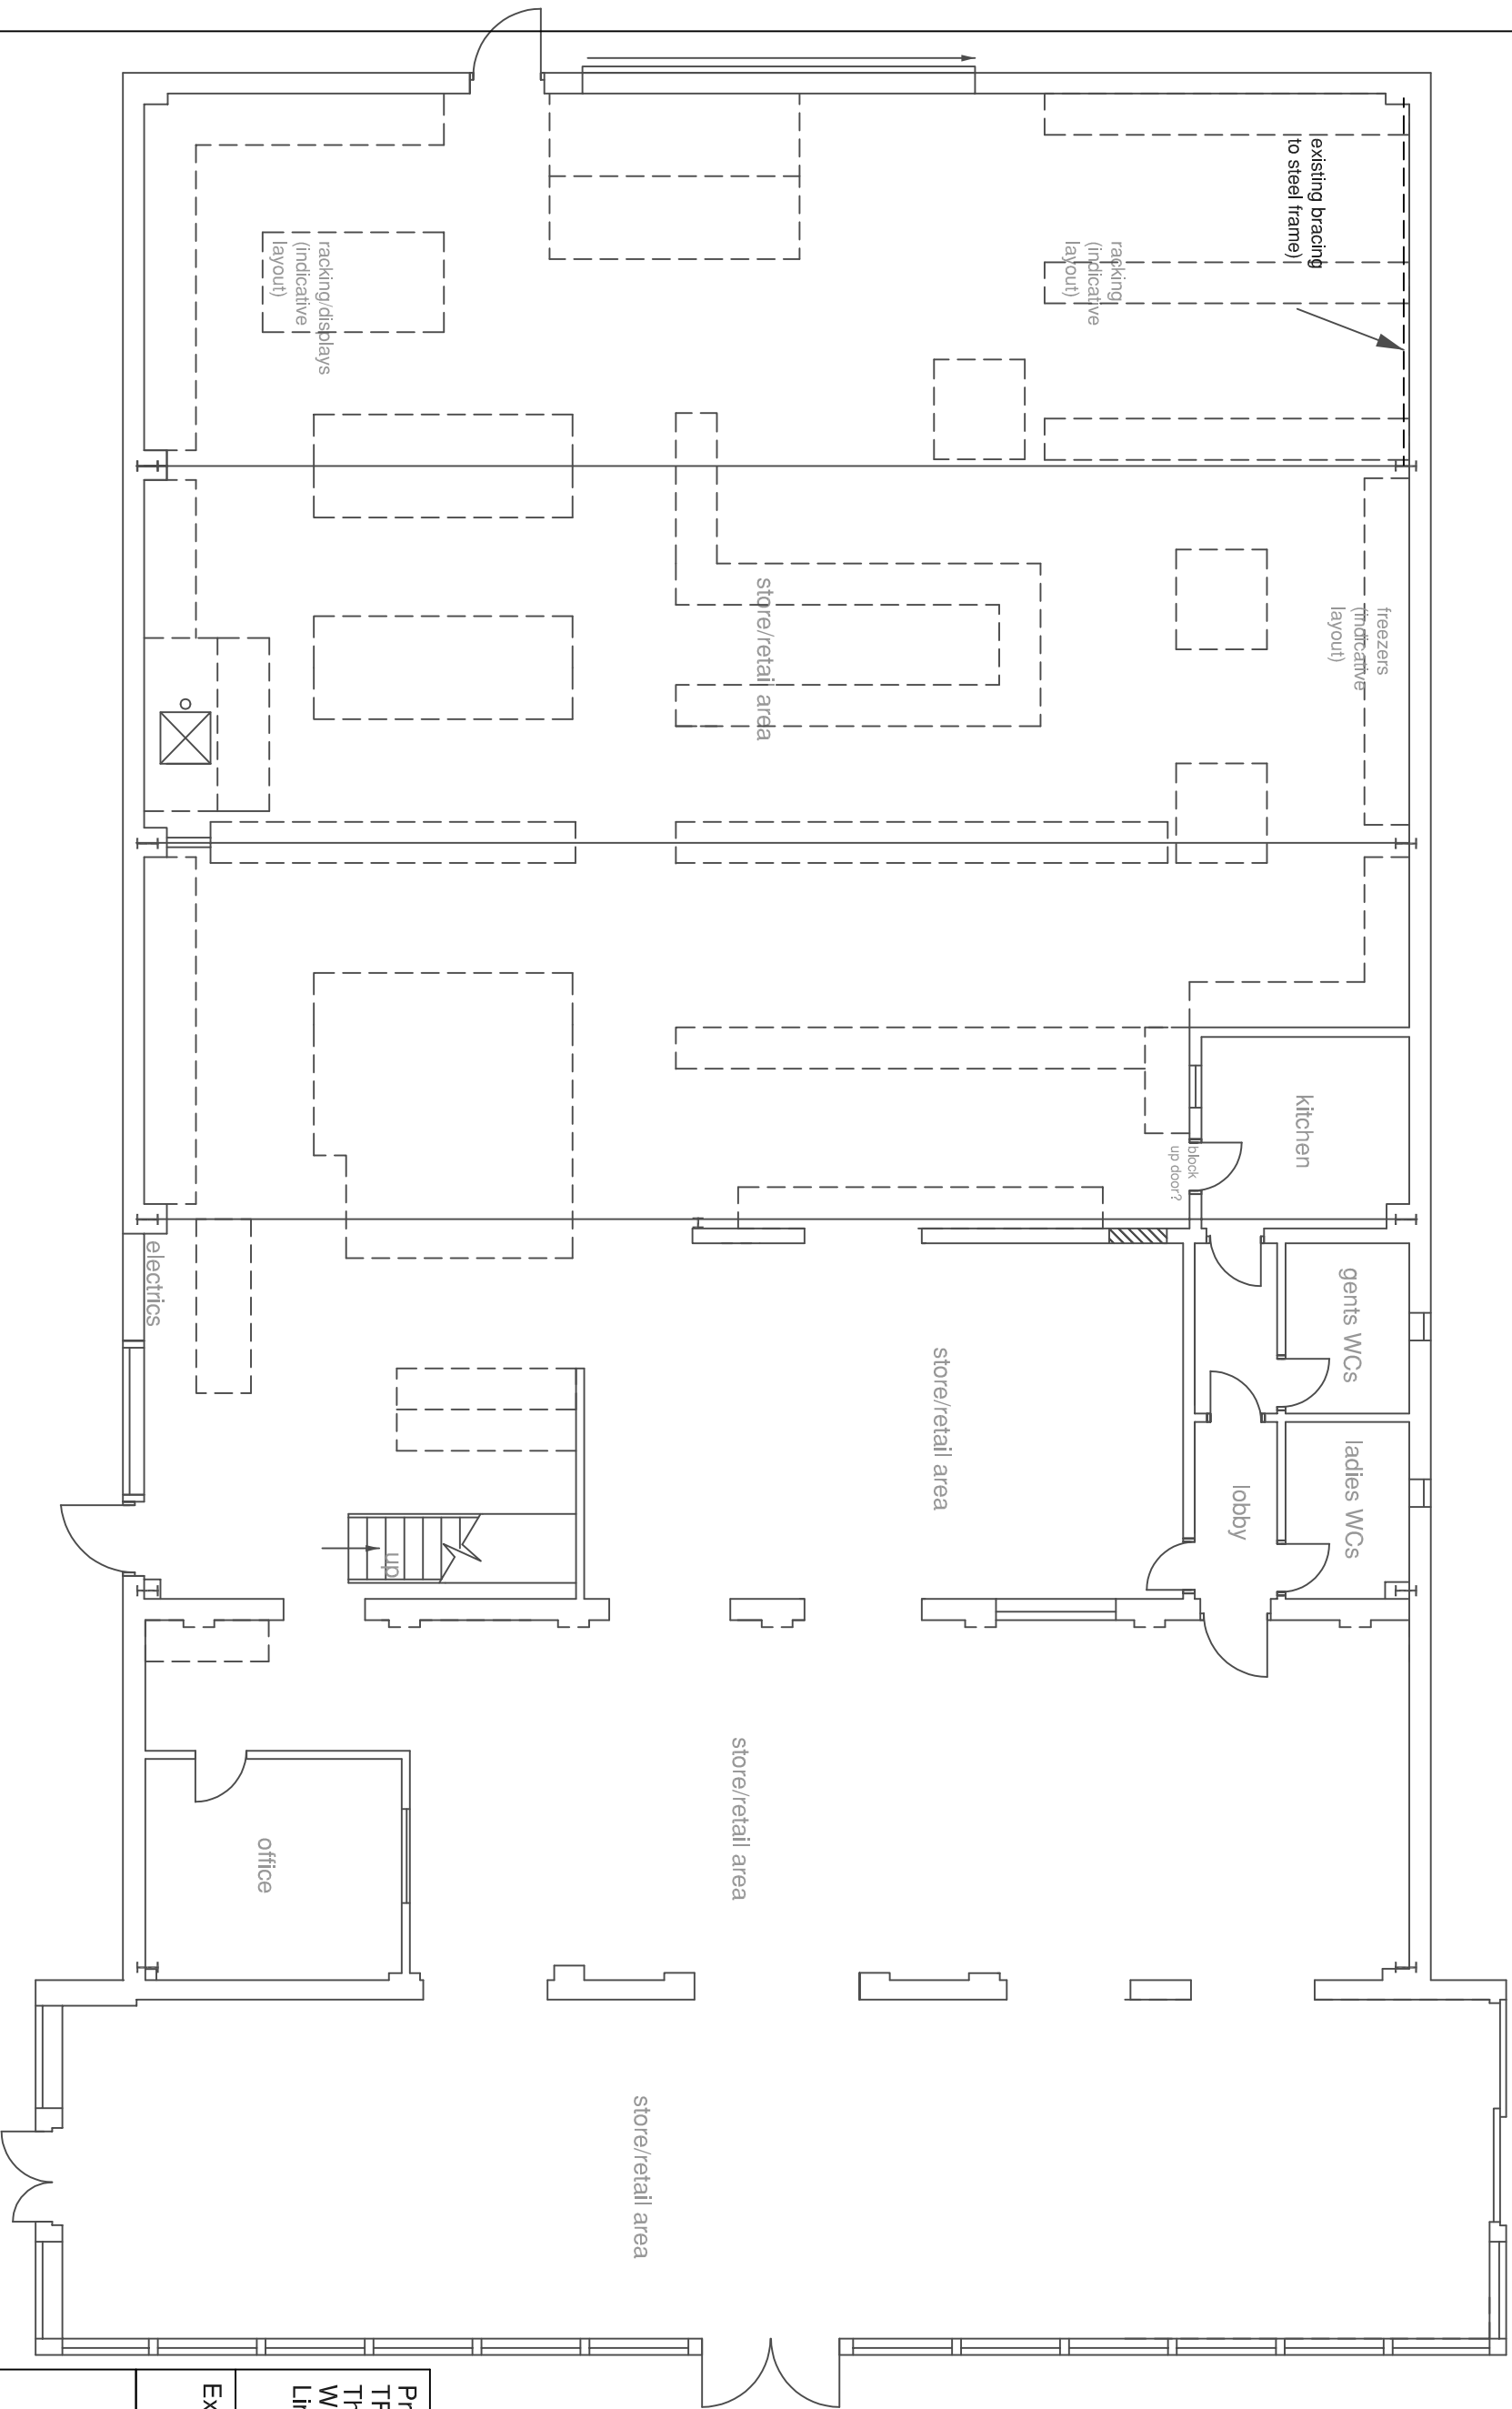 existing bracing
to steel frame)
racking
(indicative
layout)
racking/displays
(indicative
layout)
freezers
(indicative
layout)
store/retail area
kitchen
block
up door?
electrics
gents WCs
store/retail area
ladies WCs
lobby
up
store/retail area
office
store/retail area